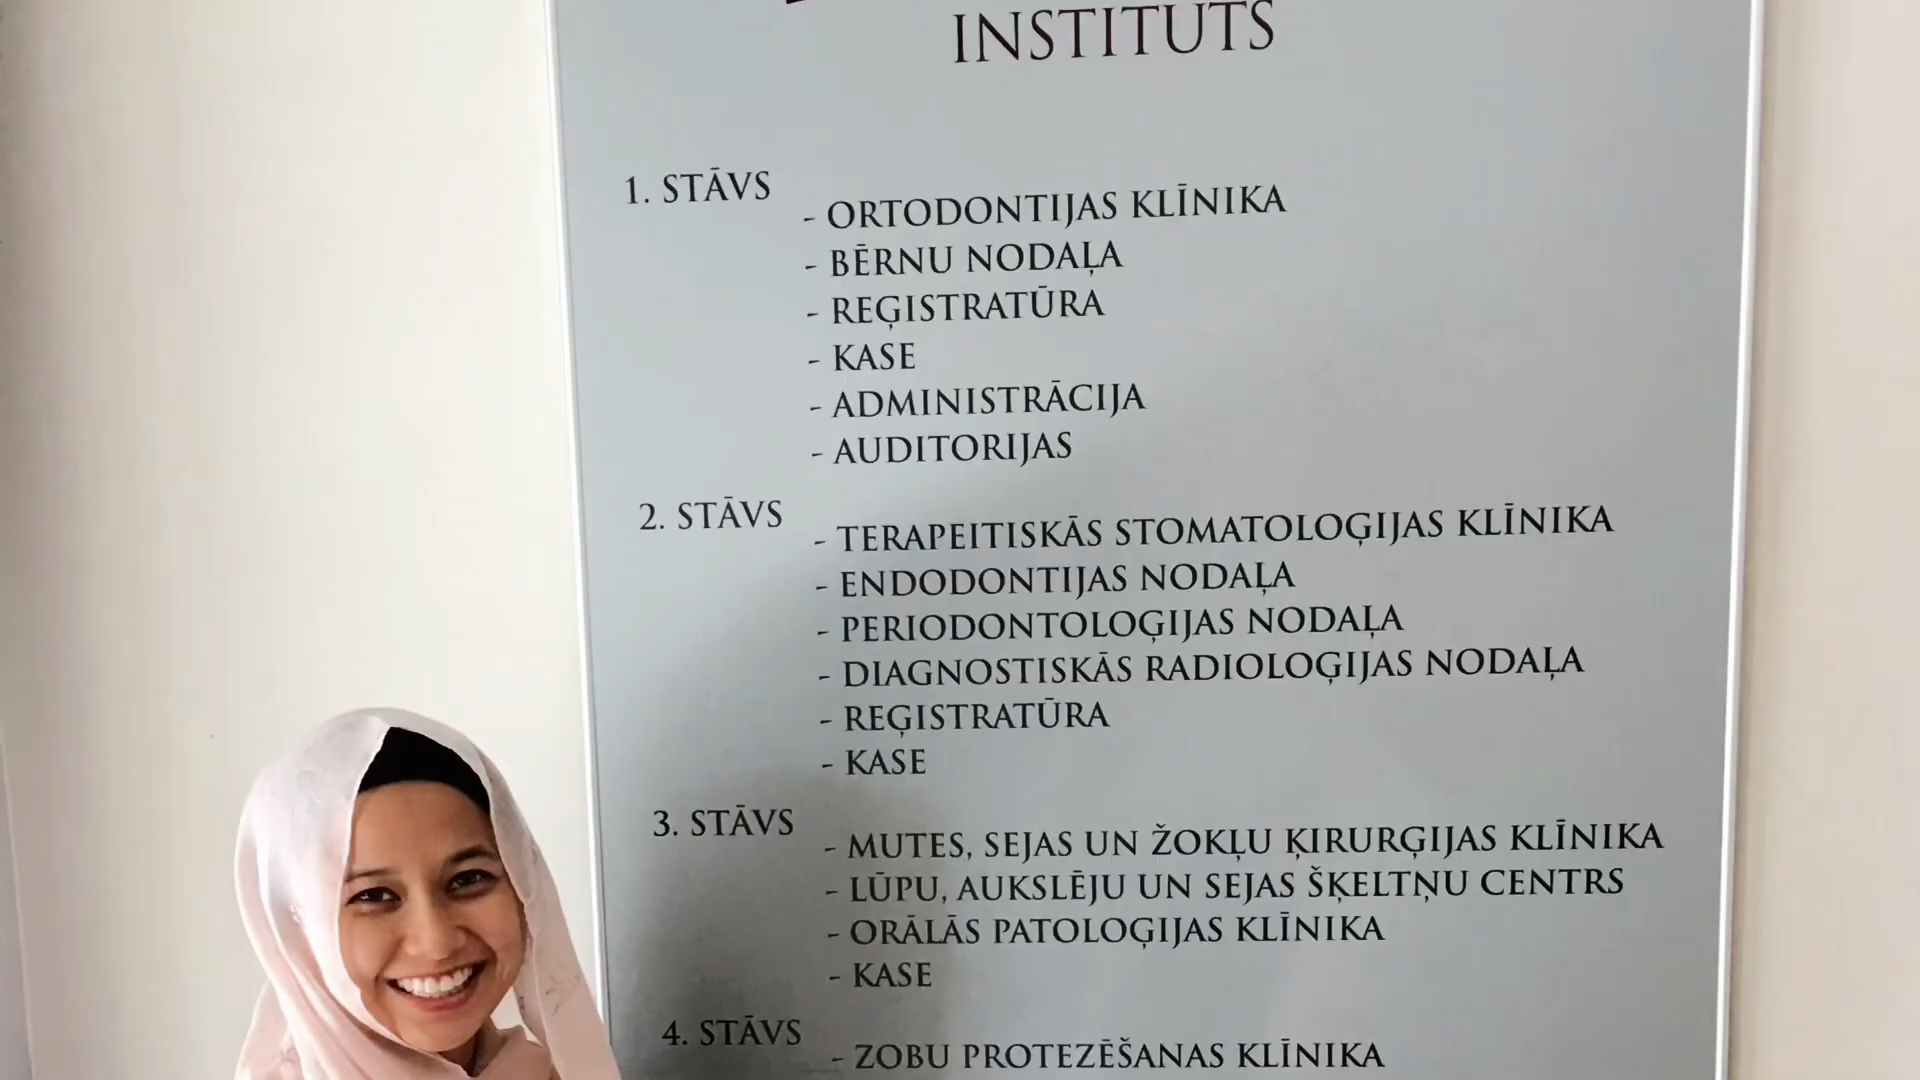 INSTITUTS
1. STĀVS
- ORTODONTIJAS KLĪNIKA
- BĒRNU NODAĻA
- REĢISTRATŪRA
- KASE
- ADMINISTRĀCIJA
- AUDITORIJAS
2. STĀVS
- TERAPEITISKĀS STOMATOLOĢIJAS KLĪNIKA
- ENDODONTIJAS NODAĻA
- PERIODONTOLOĢIJAS NODAĻA
- DIAGNOSTISKĀS RADIOLOĢIJAS NODAĻA
- REĢISTRATŪRA
- KASE
3. STĀVS
- MUTES, SEJAS UN ŽOKĻU ĶIRURĢIJAS KLĪNIKA
- LŪPU, AUKSLĒJU UN SEJAS ŠĶELTŅU CENTRS
- ORĀLĀS PATOLOĢIJAS KLĪNIKA
- KASE
4. STĀVS
- ZOBU PROTEZĒŠANAS KLĪNIKA